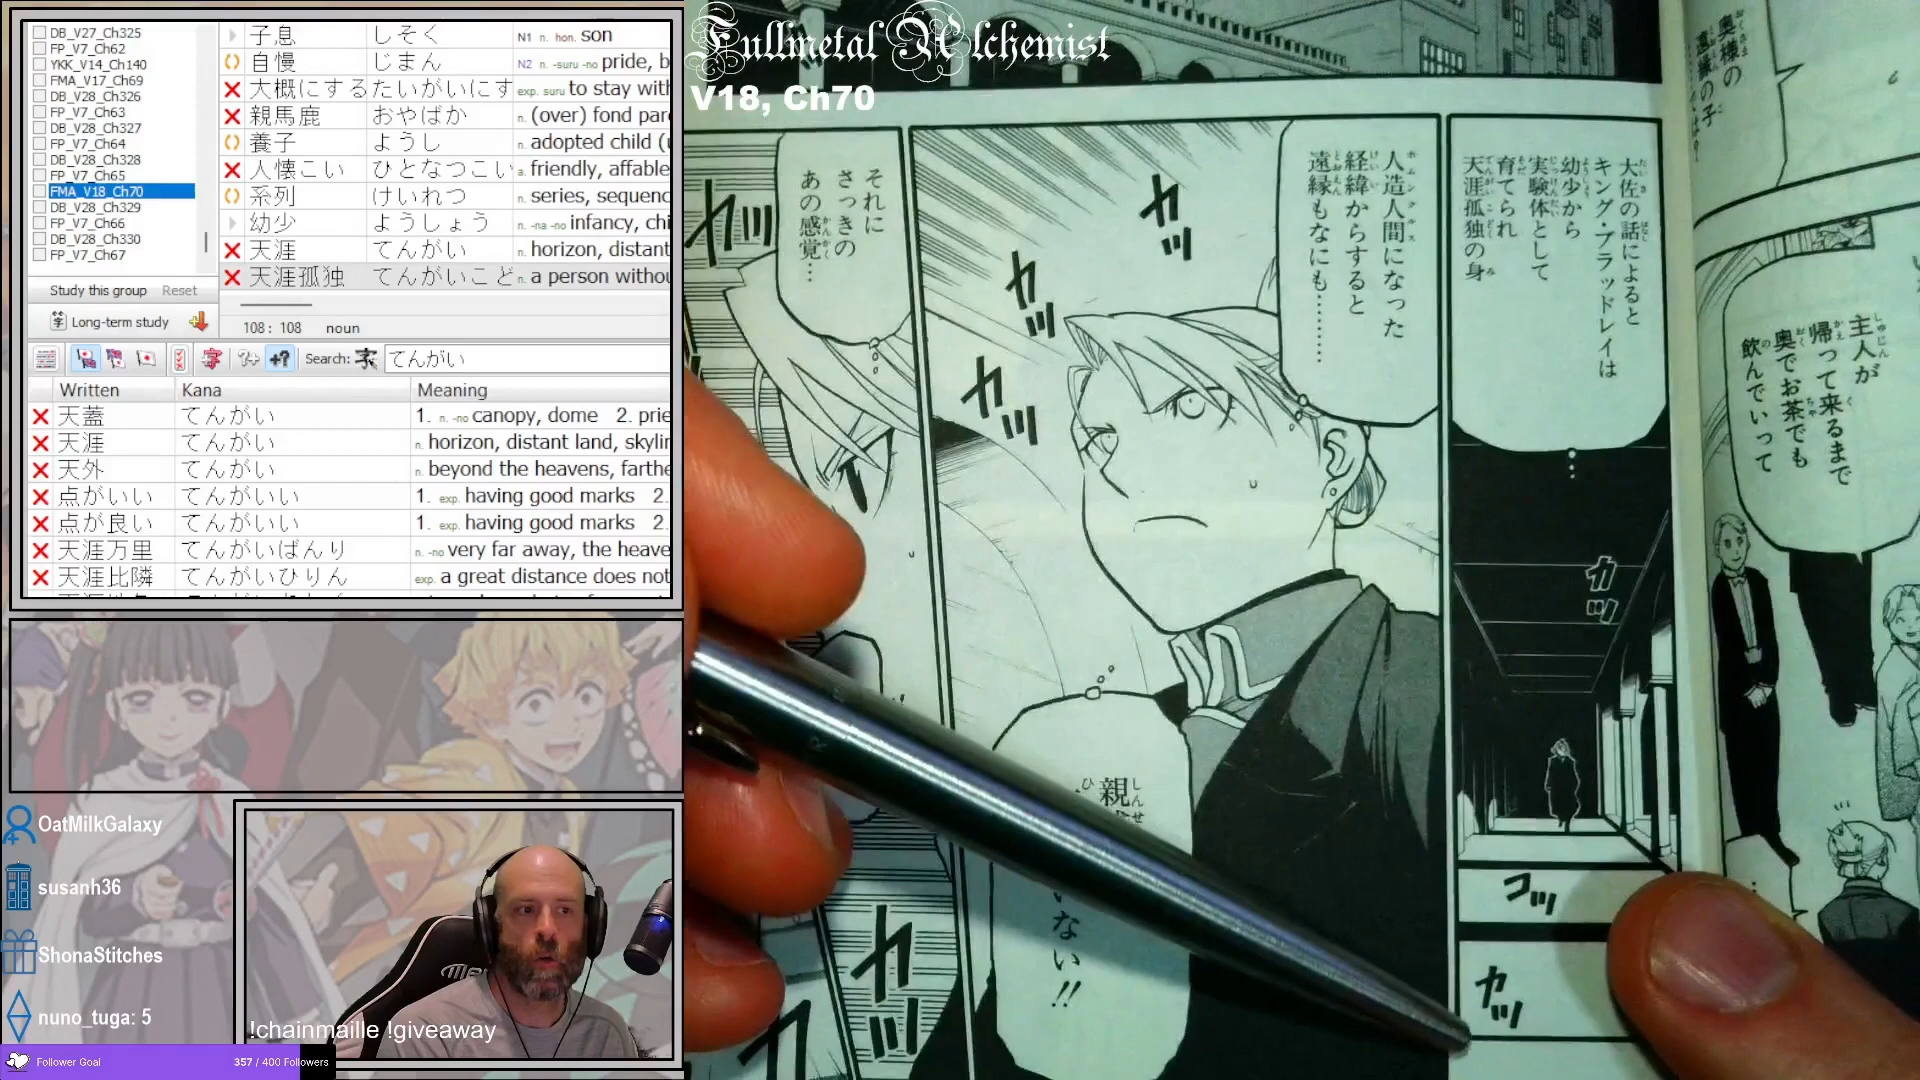 DB_V27_Ch325
FP_V7_Ch62
YKK_V14_Ch140
FMA_V17_Ch69
DB_V28_Ch326
FP_V7_Ch63
DB_V28_Ch327
FP_V7_Ch64
DB_V28_Ch328
FP_V7_Ch65
FMA_V18_Ch70
DB_V28_Ch329
FP_V7_Ch66
DB_V28_Ch330
FP_V7_Ch67
Study this group Reset
Long-term study
子息 しそく N1 n. hon. son
自慢 じまん N2 n. -suru -no pride, b
大概にする たいがいにす exp. suru to stay with
親馬鹿 おやばか n. (over) fond par
養子 ようし n. adopted child (
人懐こい ひとなつこい a. friendly, affable
系列 けいれつ n. series, sequenc
幼少 ようしょう n. -na -no infancy, chi
天涯 てんがい n. horizon, distant
天涯孤独 てんがいこど n. a person withou
108 : 108 noun
Search: てんがい
Written Kana Meaning
天蓋 てんがい 1. n. -no canopy, dome 2. prie
天涯 てんがい n. horizon, distant land, skylin
天外 てんがい n. beyond the heavens, farthe
点がいい てんがいい 1. exp. having good marks 2.
点が良い てんがいい 1. exp. having good marks 2.
天涯万里 てんがいばんり n. -no very far away, the heave
天涯比隣 てんがいひりん exp. a great distance does not
OatMilkGalaxy
susanh36
ShonaStitches
nuno_tuga: 5
!chainmaille !giveaway
Follower Goal 357 / 400 Followers
Fullmetal Alchemist
V18, Ch70
奥様の
遠縁の子
は?
主人が
帰って来るまで
奥でお茶でも
飲んでいって
大佐の話によると
キング・ブラッドレイは
幼少から
実験体として
育てられ
天涯孤独の身
…
カッ
コッ
ヤッ
人造人間になった
経緯からすると
遠縁もなにも………
カッ
カッ
カッ
親
いない!!
それに
さっきの
あの感覚…
カッ
カッ